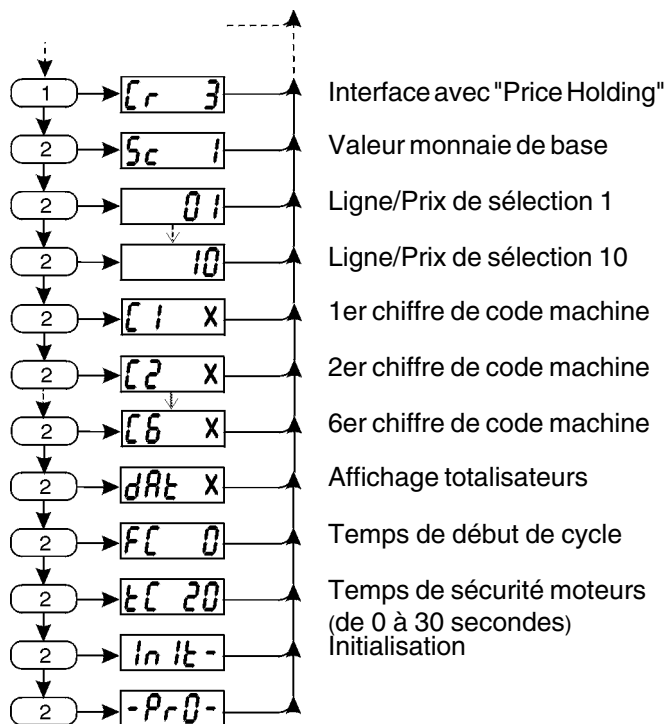 1 Cr 3 Interface avec "Price Holding"
2 Sc 1 Valeur monnaie de base
2 01 Ligne/Prix de sélection 1
2 10 Ligne/Prix de sélection 10
2 C1 X 1er chiffre de code machine
2 C2 X 2er chiffre de code machine
2 C6 X 6er chiffre de code machine
2 dAt X Affichage totalisateurs
2 FC 0 Temps de début de cycle
2 tC 20 Temps de sécurité moteurs
(de 0 à 30 secondes)
2 InIt- Initialisation
2 -PrO-